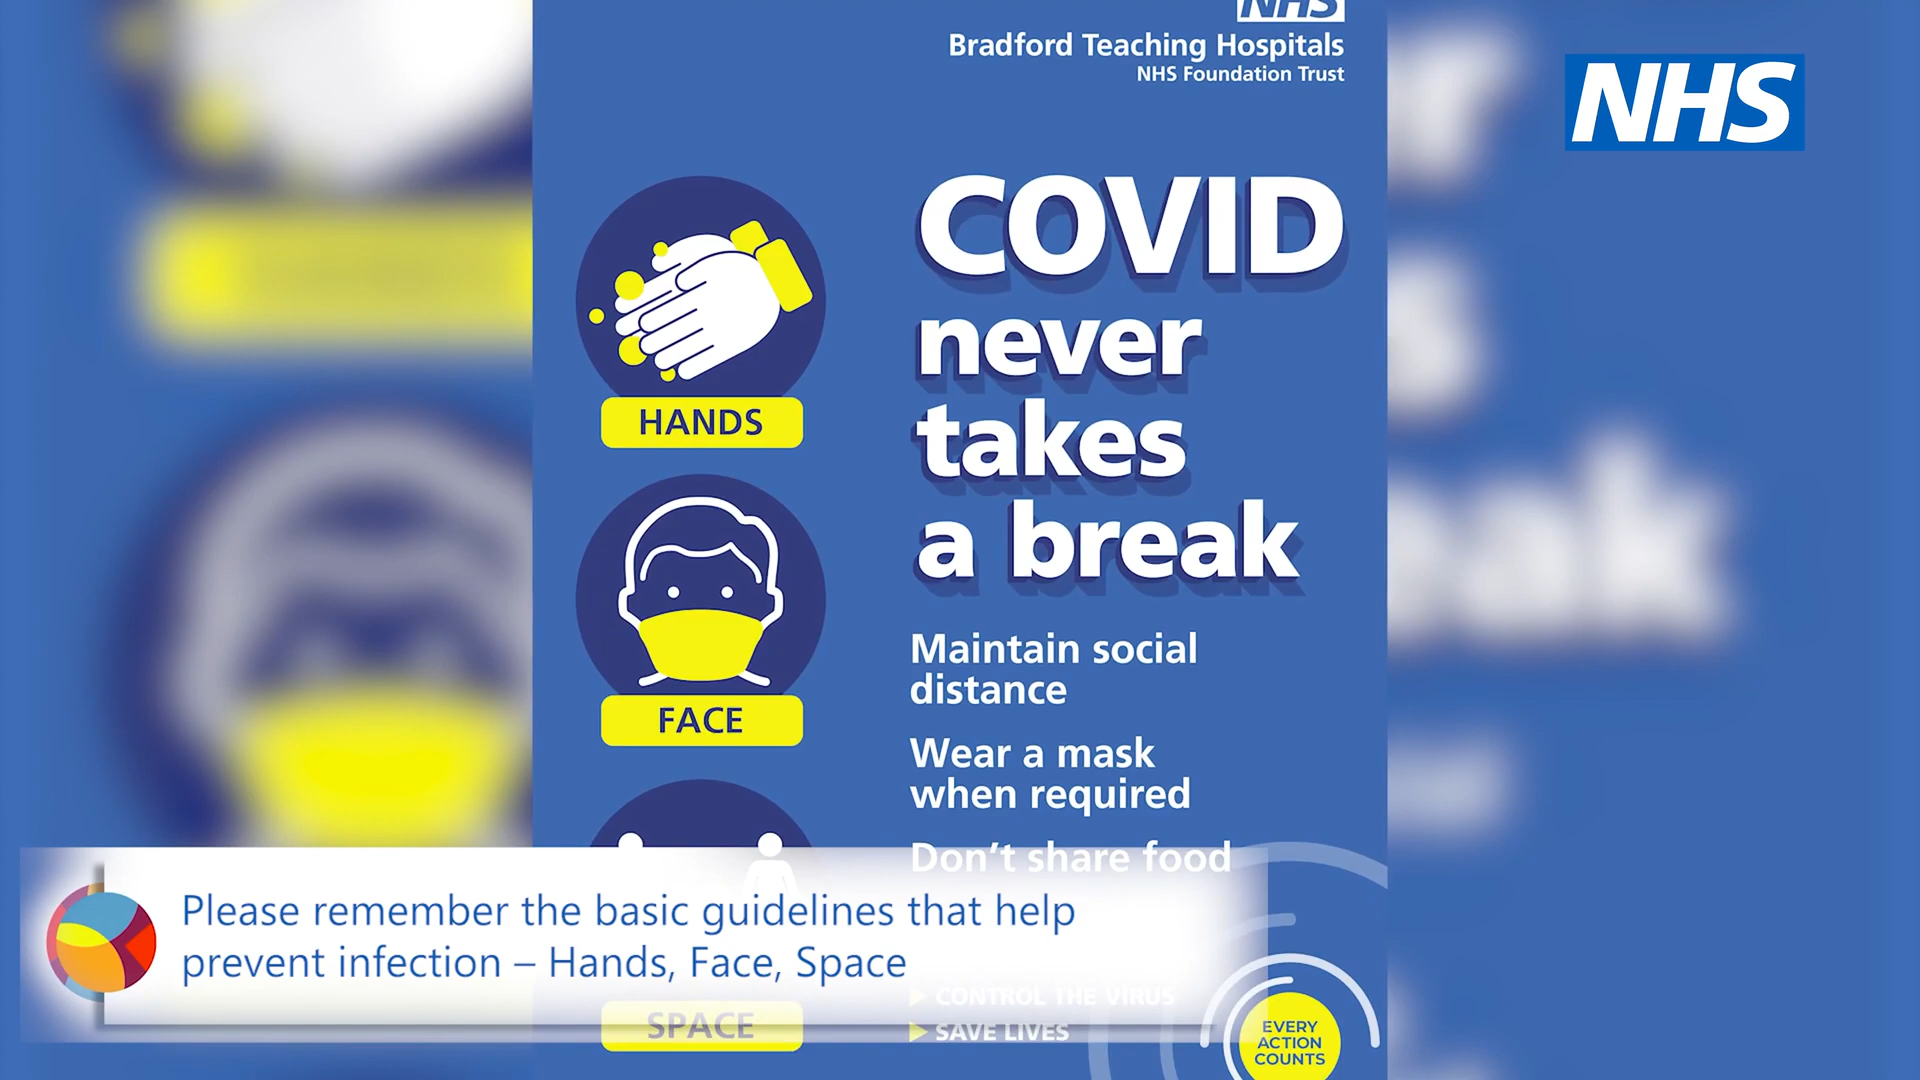 NHS
Bradford Teaching Hospitals
NHS Foundation Trust
NHS
COVID
never
takes
a break
HANDS
FACE
Maintain social
distance
Wear a mask
when required
Don't share food
Please remember the basic guidelines that help
prevent infection – Hands, Face, Space
SPACE
CONTROL THE VIRUS
SAVE LIVES
EVERY
ACTION
COUNTS